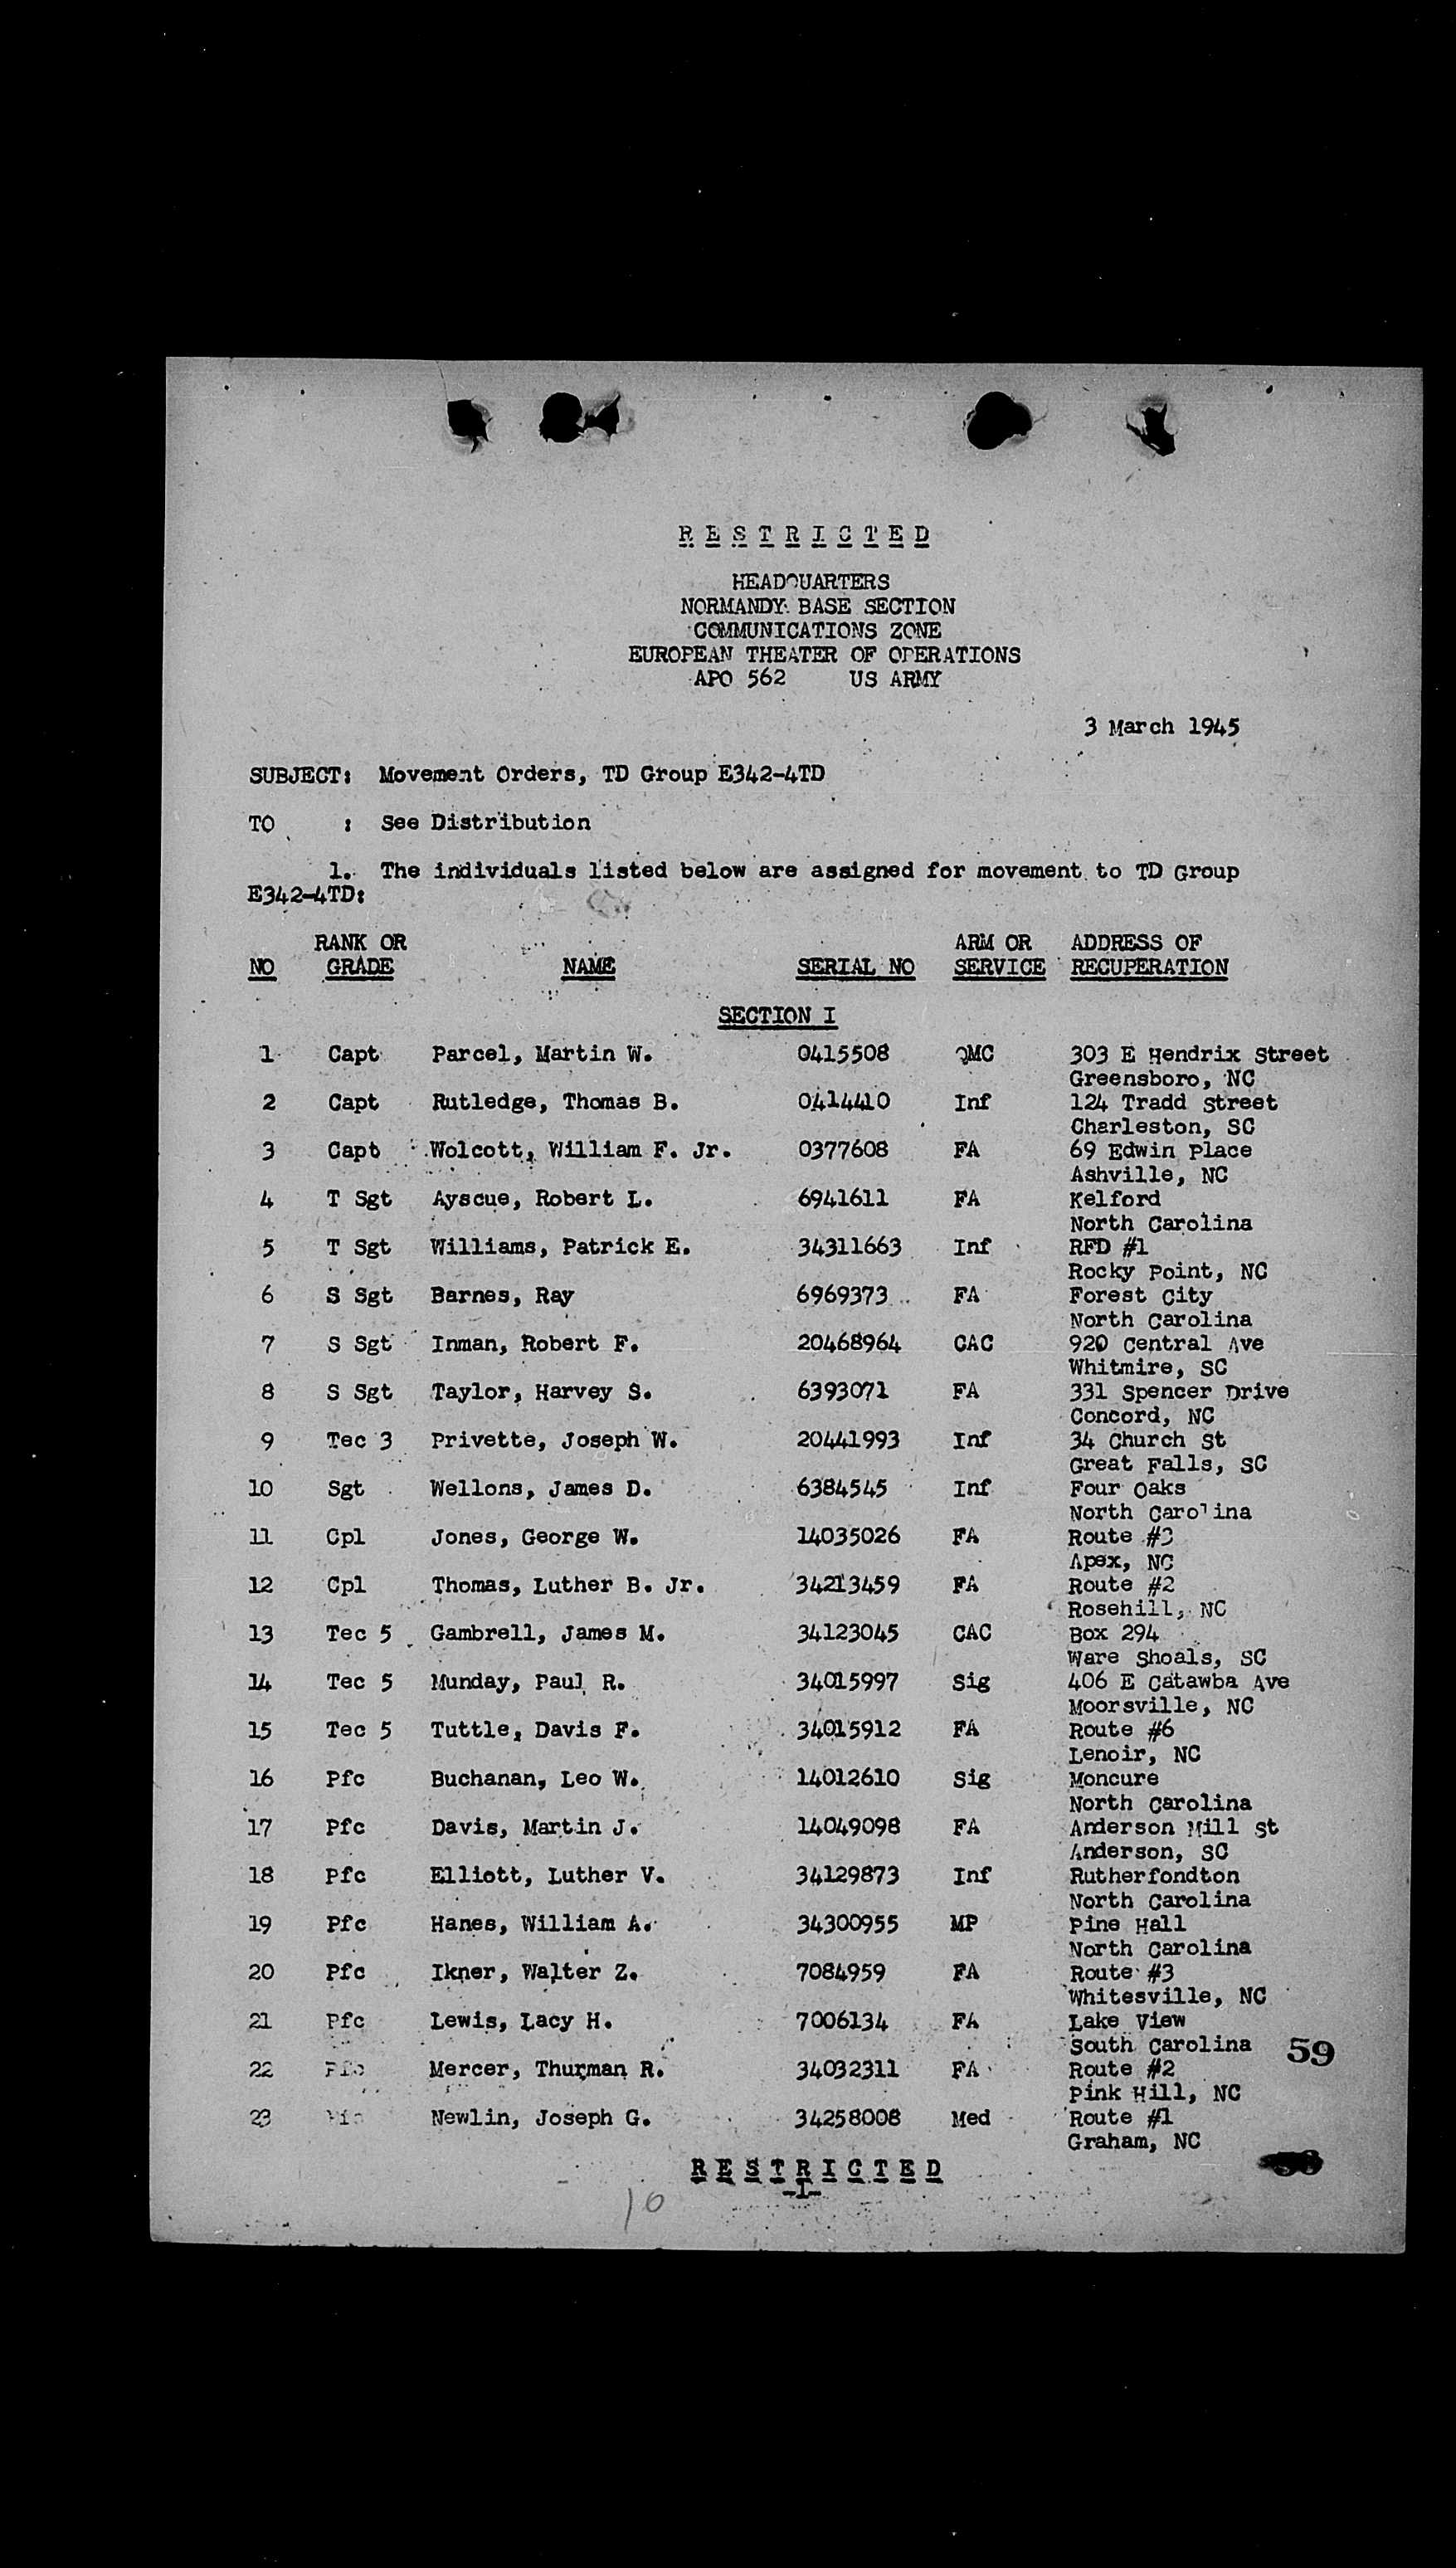 R E S T R I C T E D
HEADQUARTERS
NORMANDY BASE SECTION
COMMUNICATIONS ZONE
EUROPEAN THEATER OF OPERATIONS
APO 562 US ARMY
3 March 1945
SUBJECT: Movement Orders, TD Group E342-4TD
TO : See Distribution
1. The individuals listed below are assigned for movement to TD Group
E342-4TD:
RANK OR ARM OR ADDRESS OF
NO GRADE NAME SERIAL NO SERVICE RECUPERATION
SECTION I
1 Capt Parcel, Martin W. 0415508 QMC 303 E Hendrix Street
Greensboro, NC
2 Capt Rutledge, Thomas B. 0414410 Inf 124 Tradd Street
Charleston, SC
3 Capt Wolcott, William F. Jr. 0377608 FA 69 Edwin Place
Ashville, NC
4 T Sgt Ayscue, Robert L. 6941611 FA Kelford
North Carolina
5 T Sgt Williams, Patrick E. 34311663 Inf RFD #1
Rocky Point, NC
6 S Sgt Barnes, Ray 6969373 FA Forest City
North Carolina
7 S Sgt Inman, Robert F. 20468964 CAC 920 Central Ave
Whitmire, SC
8 S Sgt Taylor, Harvey S. 6393071 FA 331 Spencer Drive
Concord, NC
9 Tec 3 Privette, Joseph W. 20441993 Inf 34 Church St
Great Falls, SC
10 Sgt Wellons, James D. 6384545 Inf Four Oaks
North Carolina
11 Cpl Jones, George W. 14035026 FA Route #3
Apex, NC
12 Cpl Thomas, Luther B. Jr. 34213459 FA Route #2
Rosehill, NC
13 Tec 5 Gambrell, James M. 34123045 CAC Box 294
Ware Shoals, SC
14 Tec 5 Munday, Paul R. 34015997 Sig 406 E Catawba Ave
Moorsville, NC
15 Tec 5 Tuttle, Davis F. 34015912 FA Route #6
Lenoir, NC
16 Pfc Buchanan, Leo W. 14012610 Sig Moncure
North Carolina
17 Pfc Davis, Martin J. 14049098 FA Anderson Mill St
Anderson, SC
18 Pfc Elliott, Luther V. 34129873 Inf Rutherfondton
North Carolina
19 Pfc Hanes, William A. 34300955 MP Pine Hall
North Carolina
20 Pfc Ikner, Walter Z. 7084959 FA Route #3
Whitesville, NC
21 Pfc Lewis, Lacy H. 7006134 FA Lake View
South Carolina 59
22 Pfc Mercer, Thurman R. 34032311 FA Route #2
Pink Hill, NC
23 Pfc Newlin, Joseph G. 34258008 Med Route #1
Graham, NC
R E S T R I C T E D
-1-
10